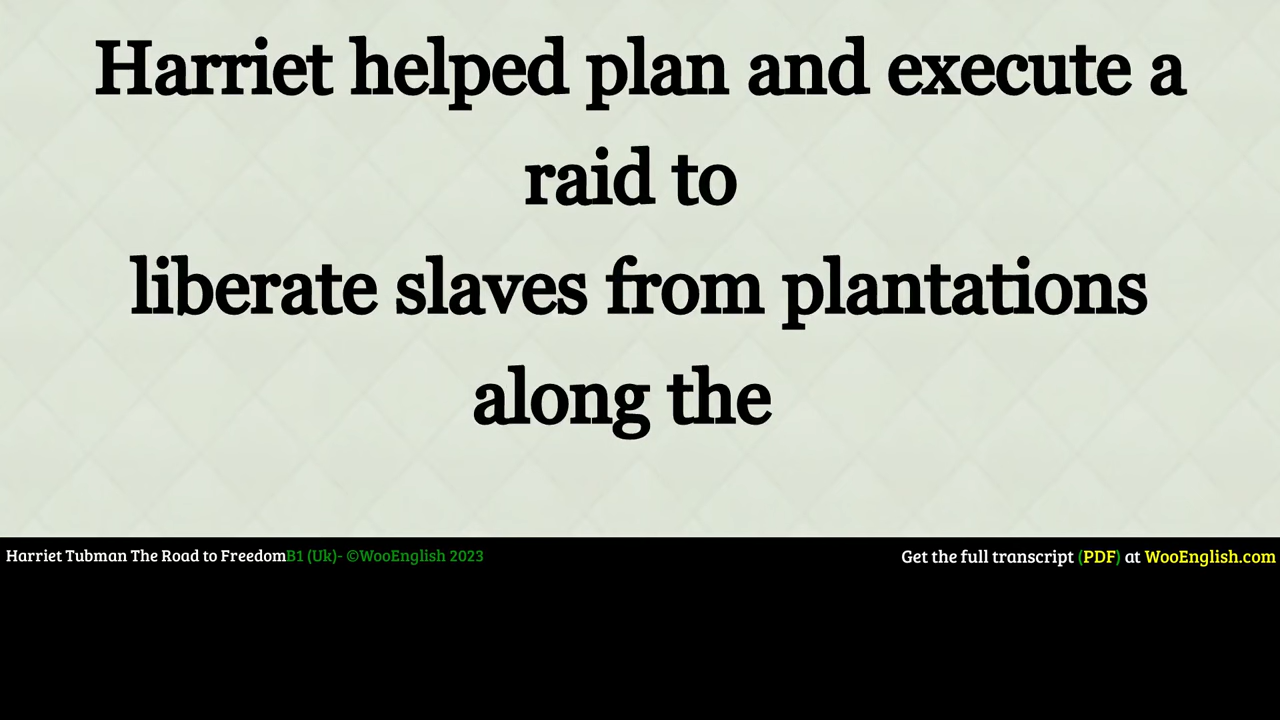 Harriet helped plan and execute a
raid to
liberate slaves from plantations
along the
Harriet Tubman The Road to FreedomB1 (Uk)- ©WooEnglish 2023
Get the full transcript (PDF) at WooEnglish.com